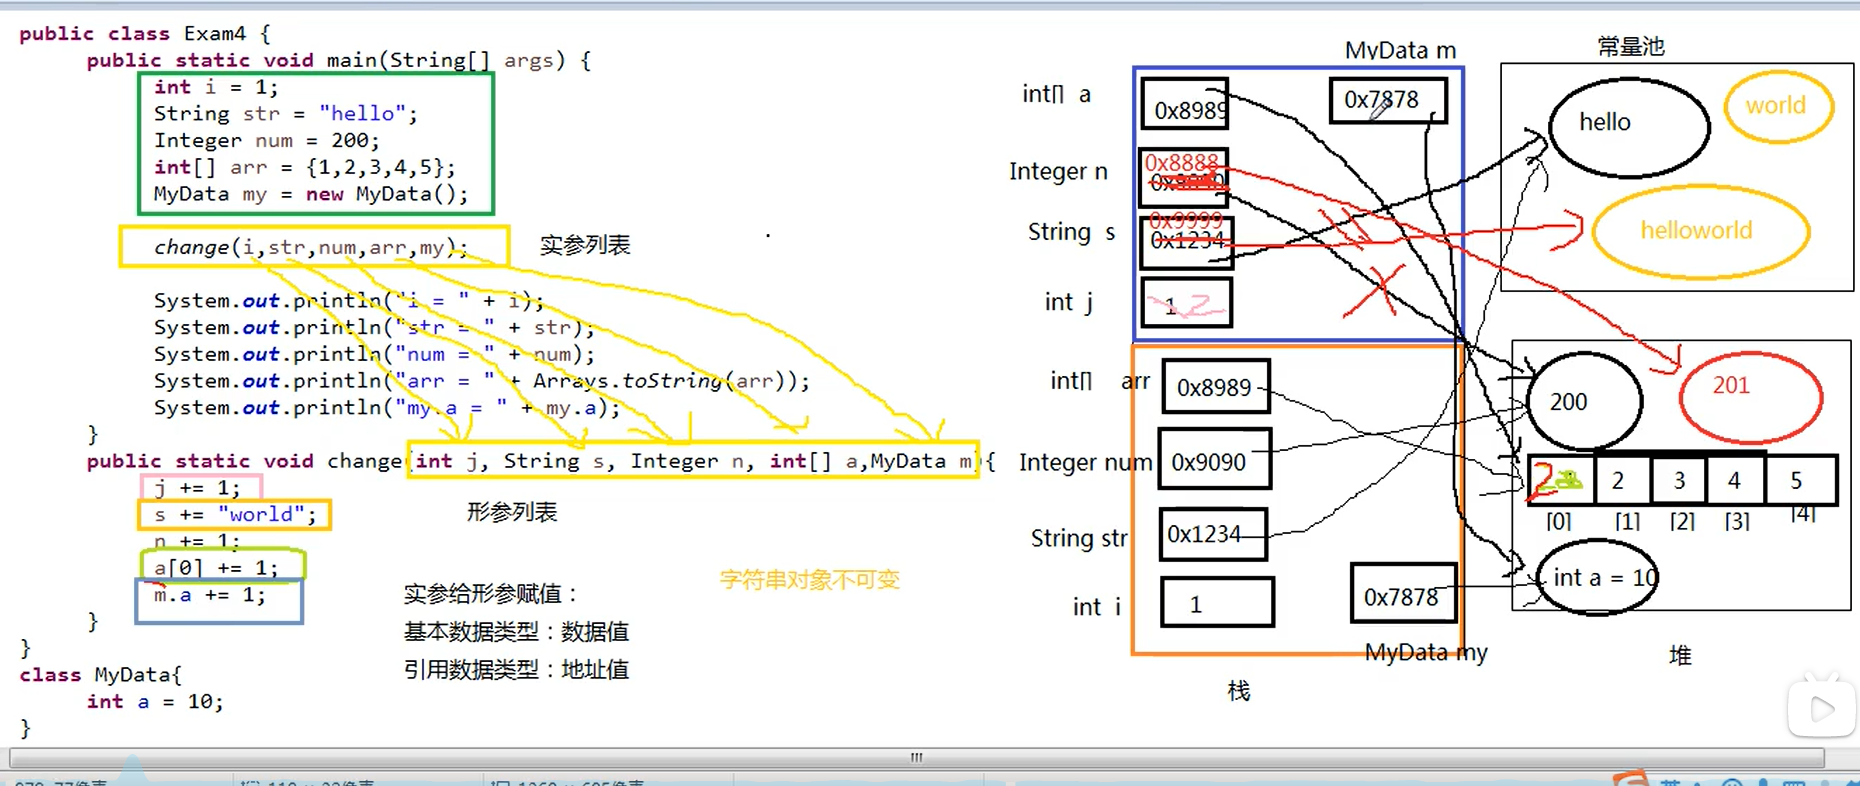 public class Exam4 {
public static void main(String[] args) {
int i = 1;
String str = "hello";
Integer num = 200;
int[] arr = {1,2,3,4,5};
MyData my = new MyData();
change(i,str,num,arr,my);
实参列表
System.out.println("i = " + i);
System.out.println("str = " + str);
System.out.println("num = " + num);
System.out.println("arr = " + Arrays.toString(arr));
System.out.println("my.a = " + my.a);
}
public static void change(int j, String s, Integer n, int[] a,MyData m){
j += 1;
s += "world";
n += 1;
a[0] += 1;
m.a += 1;
}
}
class MyData{
int a = 10;
}
形参列表
实参给形参赋值：
基本数据类型：数据值
引用数据类型：地址值
字符串对象不可变
MyData m
int[] a
0x8989
0x7878
Integer n
0x8888
String s
0x9999
0x1234
int j
1 2
int[] arr
0x8989
Integer num
0x9090
String str
0x1234
int i
1
0x7878
MyData my
栈
常量池
hello
world
helloworld
200
201
2 2 3 4 5
[0] [1] [2] [3] [4]
int a = 10
堆